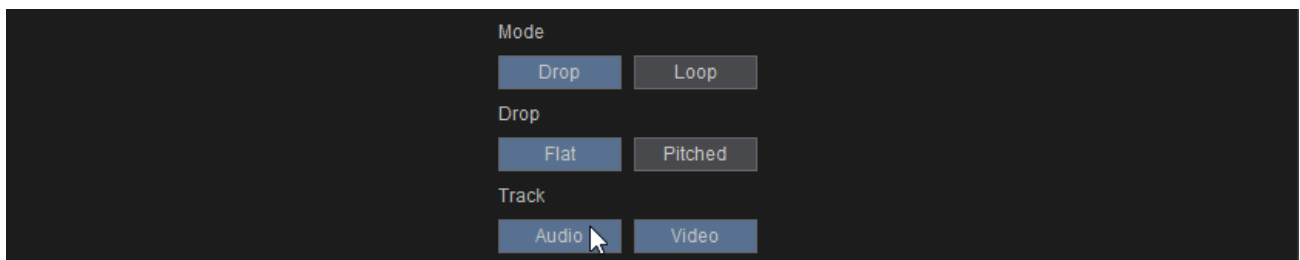 Mode
Drop Loop
Drop
Flat Pitched
Track
Audio Video